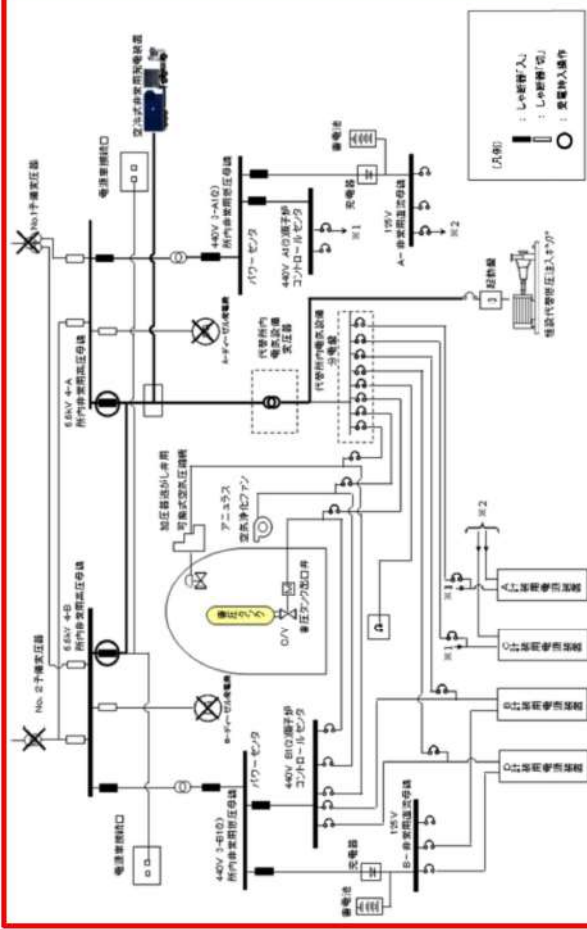 No.1予備変圧器
空冷式非常用発電装置
電源車接続口
6.6kV 4-A
所内非常用高圧母線
A-ディーゼル発電機
440V 3-A1(2)
所内非常用低圧母線
パワーセンタ
440V A1(2)原子炉
コントロールセンタ
※1
蓄電池
充電器
125V
A-非常用直流母線
※2
代替所内
電気設備
変圧器
代替所内電気設備
分電盤
起動盤
恒設代替低圧注入ポンプ
No. 2予備変圧器
6.6kV 4-B
所内非常用高圧母線
B-ディーゼル発電機
電源車接続口
440V 3-B1(2)
所内非常用低圧母線
パワーセンタ
440V B1(2)原子炉
コントロールセンタ
充電器
蓄電池
125V
B-非常用直流母線
加圧器逃がし弁用
可搬式空気圧縮機
アニュラス
空気浄化ファン
蓄圧タンク
C/V
蓄圧タンク出口弁
※1
※1
※2
A計装用電源装置
C計装用電源装置
B計装用電源装置
D計装用電源装置
(凡例)
：しゃ断器「入」
：しゃ断器「切」
：受電時入操作